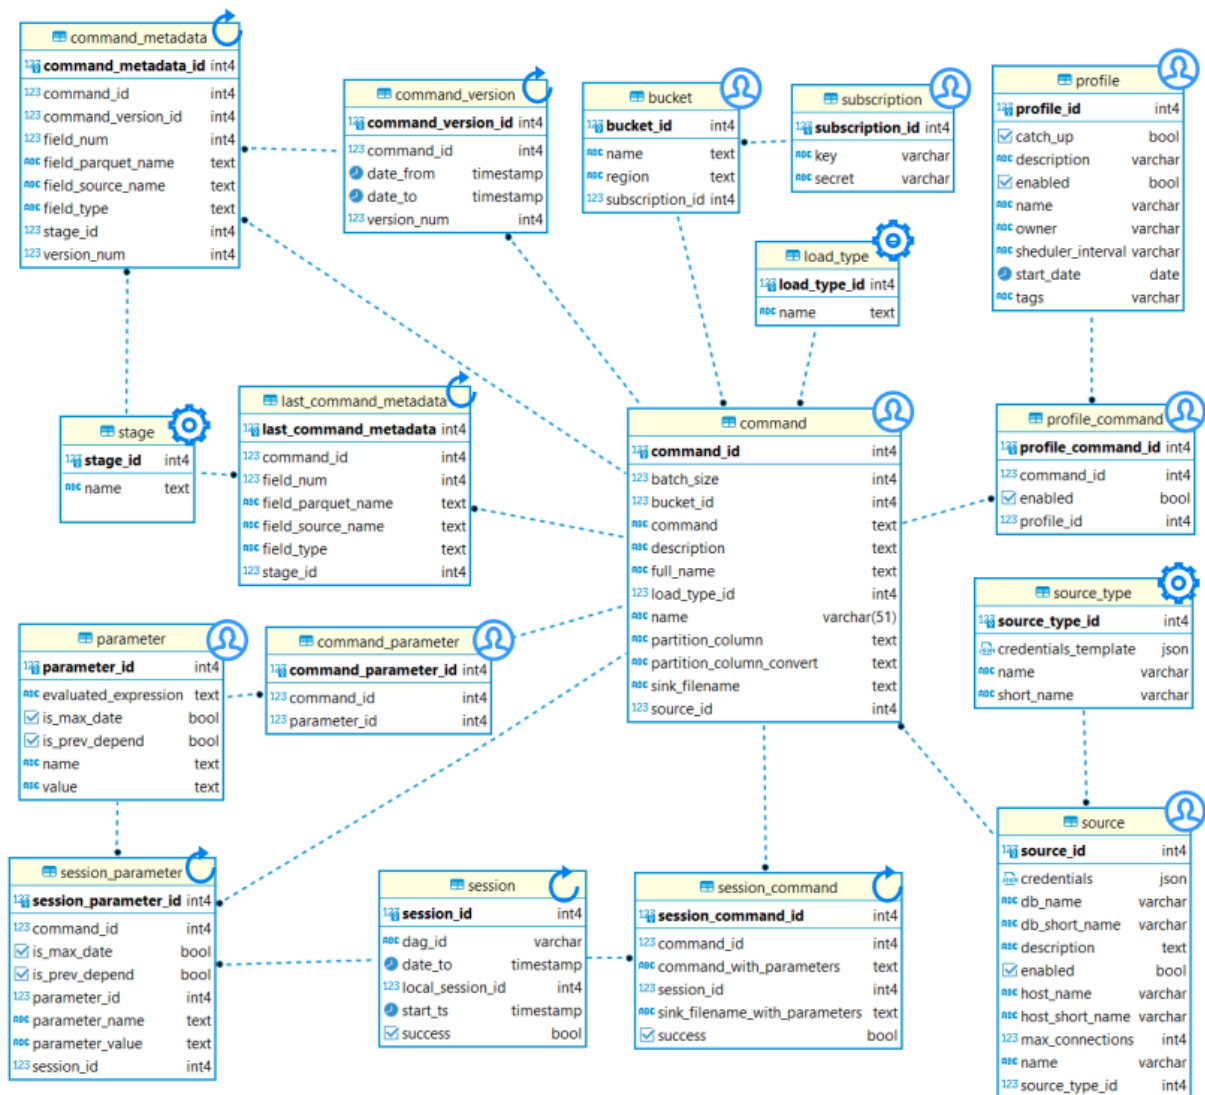 command_metadata
command_metadata_id int4
command_id int4
command_version_id int4
field_num int4
field_parquet_name text
field_source_name text
field_type text
stage_id int4
version_num int4
command_version
command_version_id int4
command_id int4
date_from timestamp
date_to timestamp
version_num int4
bucket
bucket_id int4
name text
region text
subscription_id int4
subscription
subscription_id int4
key varchar
secret varchar
profile
profile_id int4
catch_up bool
description varchar
enabled bool
name varchar
owner varchar
sheduler_interval varchar
start_date date
tags varchar
load_type
load_type_id int4
name text
stage
stage_id int4
name text
last_command_metadata
last_command_metadata int4
command_id int4
field_num int4
field_parquet_name text
field_source_name text
field_type text
stage_id int4
command
command_id int4
batch_size int4
bucket_id int4
command text
description text
full_name text
load_type_id int4
name varchar(51)
partition_column text
partition_column_convert text
sink_filename text
source_id int4
profile_command
profile_command_id int4
command_id int4
enabled bool
profile_id int4
source_type
source_type_id int4
credentials_template json
name varchar
short_name varchar
parameter
parameter_id int4
evaluated_expression text
is_max_date bool
is_prev_depend bool
name text
value text
command_parameter
command_parameter_id int4
command_id int4
parameter_id int4
session_parameter
session_parameter_id int4
command_id int4
is_max_date bool
is_prev_depend bool
parameter_id int4
parameter_name text
parameter_value text
session_id int4
session
session_id int4
dag_id varchar
date_to timestamp
local_session_id int4
start_ts timestamp
success bool
session_command
session_command_id int4
command_id int4
command_with_parameters text
session_id int4
sink_filename_with_parameters text
success bool
source
source_id int4
credentials json
db_name varchar
db_short_name varchar
description text
enabled bool
host_name varchar
host_short_name varchar
max_connections int4
name varchar
source_type_id int4